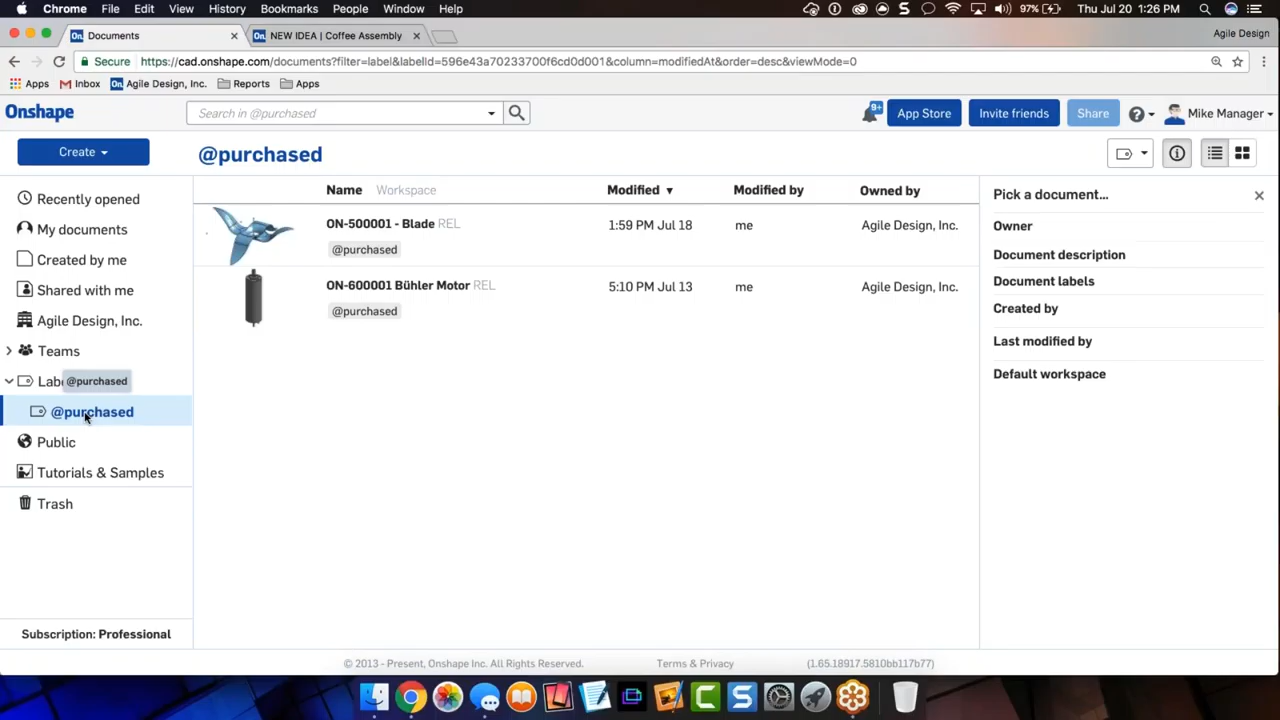 Chrome File Edit View History Bookmarks People Window Help 97% Thu Jul 20 1:26 PM
Documents NEW IDEA | Coffee Assembly Agile Design
Secure https://cad.onshape.com/documents?filter=label&labelId=596e43a70233700f6cd0d001&column=modifiedAt&order=desc&viewMode=0
Apps Inbox On Agile Design, Inc. Reports Apps
Onshape Search in @purchased 9+ App Store Invite friends Share Mike Manager
Create @purchased
Name Workspace Modified ▼ Modified by Owned by
Recently opened
My documents
Created by me
Shared with me
Agile Design, Inc.
Teams
Labe @purchased
@purchased
Public
Tutorials & Samples
Trash
Subscription: Professional
ON-500001 - Blade REL 1:59 PM Jul 18 me Agile Design, Inc.
@purchased
ON-600001 Bühler Motor REL 5:10 PM Jul 13 me Agile Design, Inc.
@purchased
Pick a document...
Owner
Document description
Document labels
Created by
Last modified by
Default workspace
© 2013 - Present, Onshape Inc. All Rights Reserved. Terms & Privacy (1.65.18917.5810bb117b77)